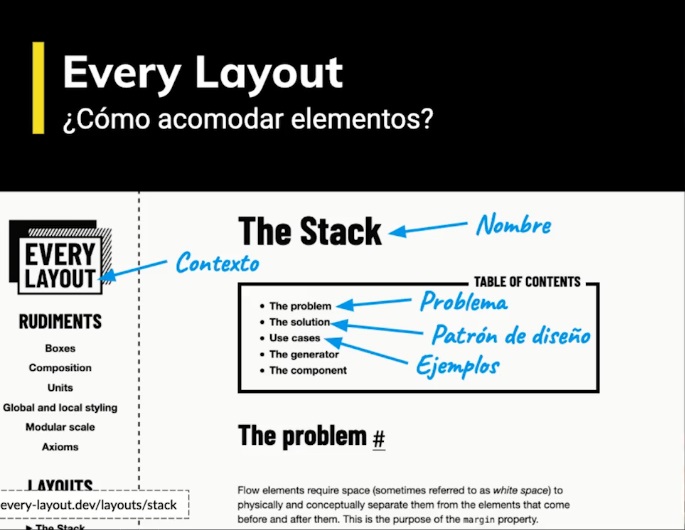 Every Layout
¿Cómo acomodar elementos?
EVERY
LAYOUT
Contexto
RUDIMENTS
Boxes
Composition
Units
Global and local styling
Modular scale
Axioms
LAYOUTS
every-layout.dev/layouts/stack
▶ The Stack
The Stack
Nombre
TABLE OF CONTENTS
• The problem
Problema
• The solution
Patrón de diseño
• Use cases
Ejemplos
• The generator
• The component
The problem #
Flow elements require space (sometimes referred to as white space) to
physically and conceptually separate them from the elements that come
before and after them. This is the purpose of the margin property.